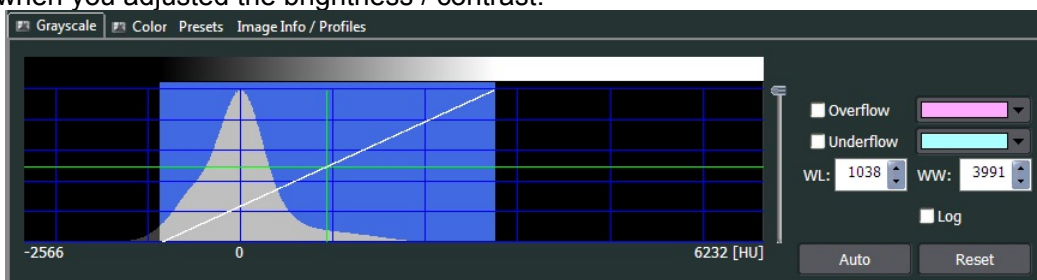 when you adjusted the brightness / contrast.
Grayscale Color Presets Image Info / Profiles
Overflow
Underflow
WL: 1038 WW: 3991
Log
-2566 0 6232 [HU]
Auto Reset